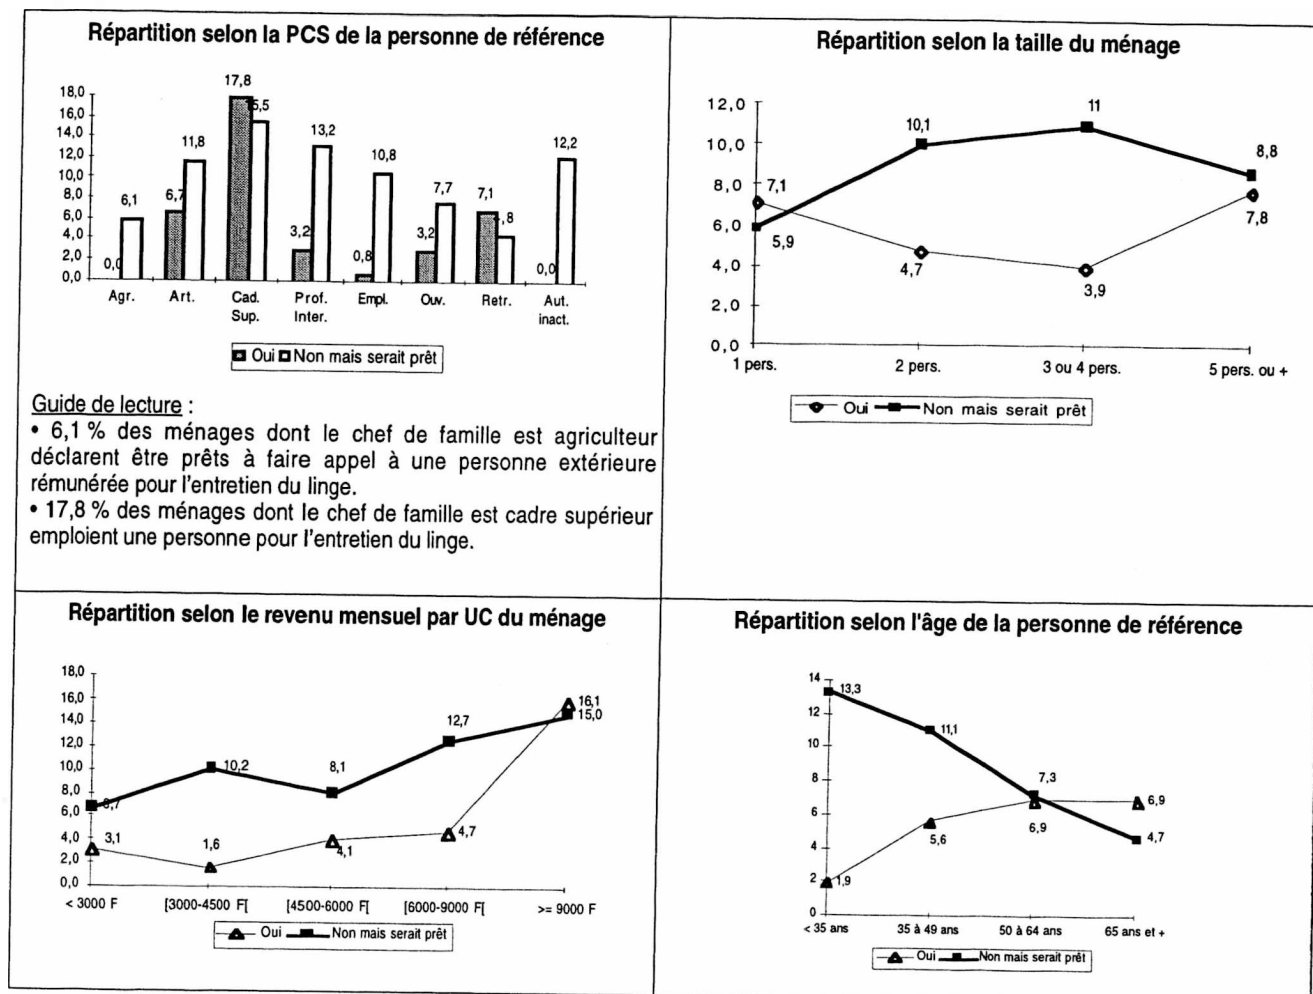 Répartition selon la PCS de la personne de référence
18,0
16,0
14,0
12,0
10,0
8,0
6,0
4,0
2,0
0,0
0,0 6,1
6,7 11,8
17,8 15,5
3,2 13,2
0,8 10,8
3,2 7,7
7,1 4,8
0,0 12,2
Agr. Art. Cad. Prof. Empl. Ouv. Retr. Aut.
Sup. Inter. inact.
Oui Non mais serait prêt
Guide de lecture :
• 6,1 % des ménages dont le chef de famille est agriculteur
déclarent être prêts à faire appel à une personne extérieure
rémunérée pour l'entretien du linge.
• 17,8 % des ménages dont le chef de famille est cadre supérieur
emploient une personne pour l'entretien du linge.
Répartition selon la taille du ménage
12,0
10,0
8,0
6,0
4,0
2,0
0,0
7,1 5,9
10,1 4,7
11 3,9
8,8 7,8
1 pers. 2 pers. 3 ou 4 pers. 5 pers. ou +
Oui Non mais serait prêt
Répartition selon le revenu mensuel par UC du ménage
18,0
16,0
14,0
12,0
10,0
8,0
6,0
4,0
2,0
0,0
6,7 3,1
10,2 1,6
8,1 4,1
12,7 4,7
16,1 15,0
< 3000 F [3000-4500 F[ [4500-6000 F[ [6000-9000 F[ >= 9000 F
Oui Non mais serait prêt
Répartition selon l'âge de la personne de référence
14
12
10
8
6
4
2
0
13,3 1,9
11,1 5,6
7,3 6,9
6,9 4,7
< 35 ans 35 à 49 ans 50 à 64 ans 65 ans et +
Oui Non mais serait prêt